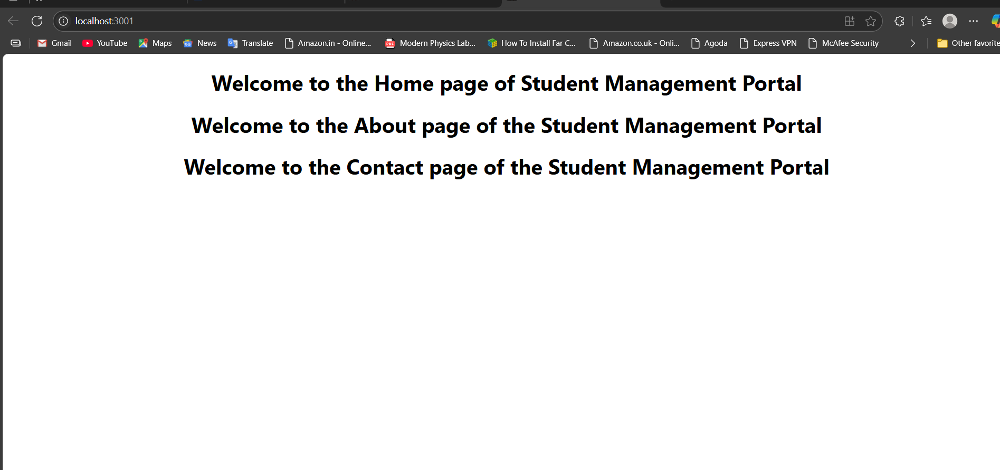 localhost:3001
Gmail YouTube Maps News Translate Amazon.in - Online... Modern Physics Lab... How To Install Far C... Amazon.co.uk - Onli... Agoda Express VPN McAfee Security Other favorite
Welcome to the Home page of Student Management Portal
Welcome to the About page of the Student Management Portal
Welcome to the Contact page of the Student Management Portal